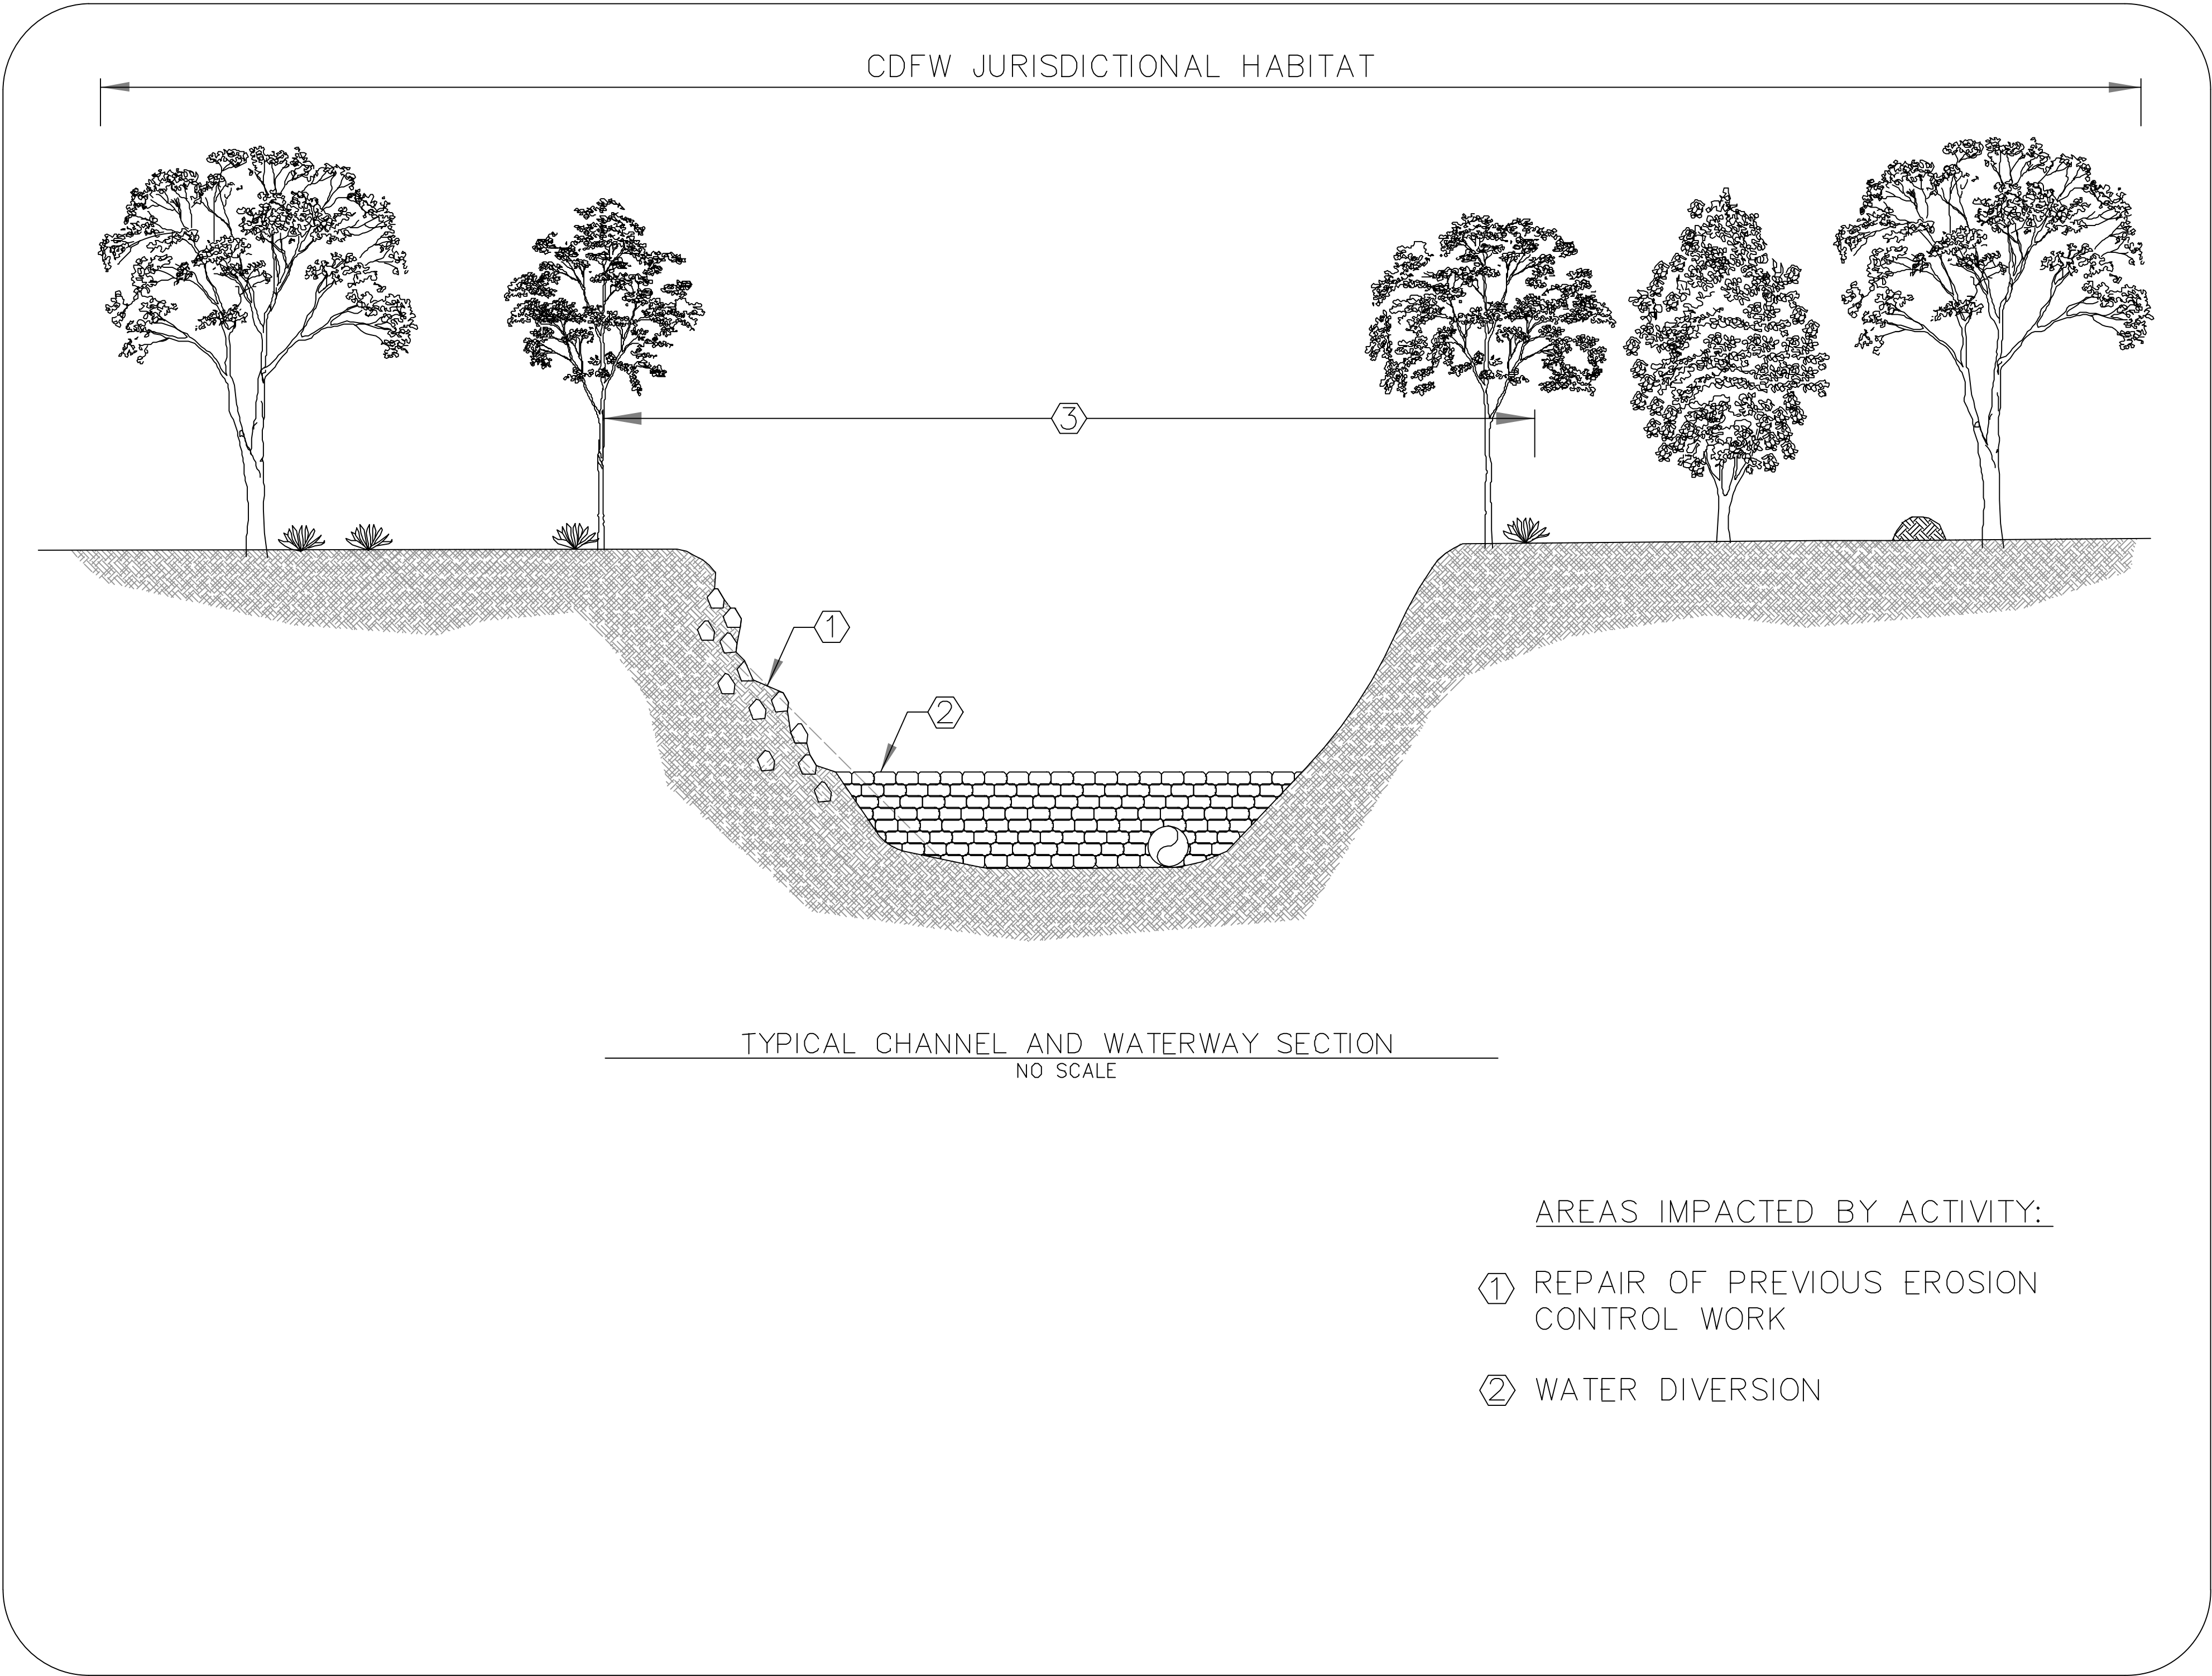 CDFW JURISDICTIONAL HABITAT
3
1
2
TYPICAL CHANNEL AND WATERWAY SECTION
NO SCALE
AREAS IMPACTED BY ACTIVITY:
1 REPAIR OF PREVIOUS EROSION
CONTROL WORK
2 WATER DIVERSION